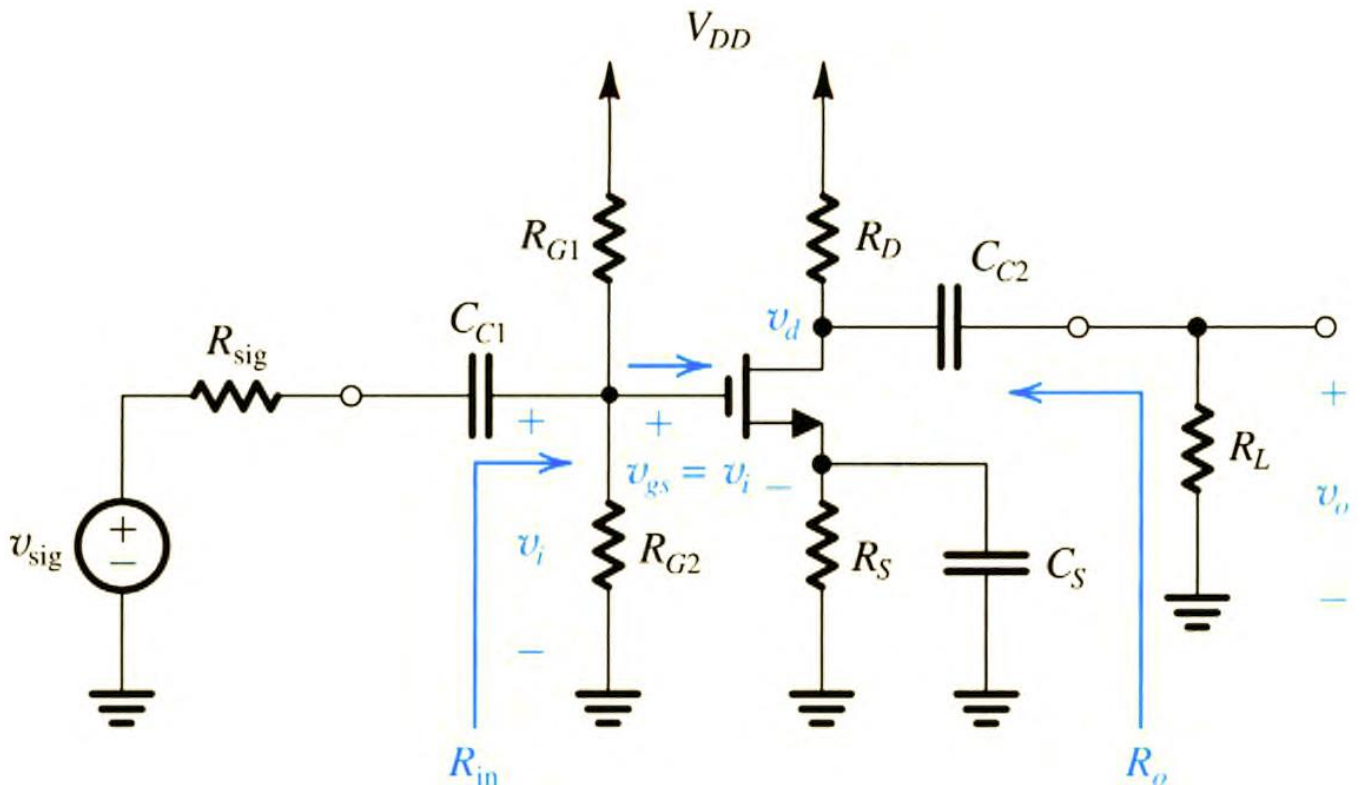 V_DD
R_G1
R_D
C_C2
C_C1
v_d
R_sig
+
+
+
R_L
v_gs = v_i −
+
−
v_sig
v_i
R_G2
R_S
C_S
v_o
−
−
R_in
R_o